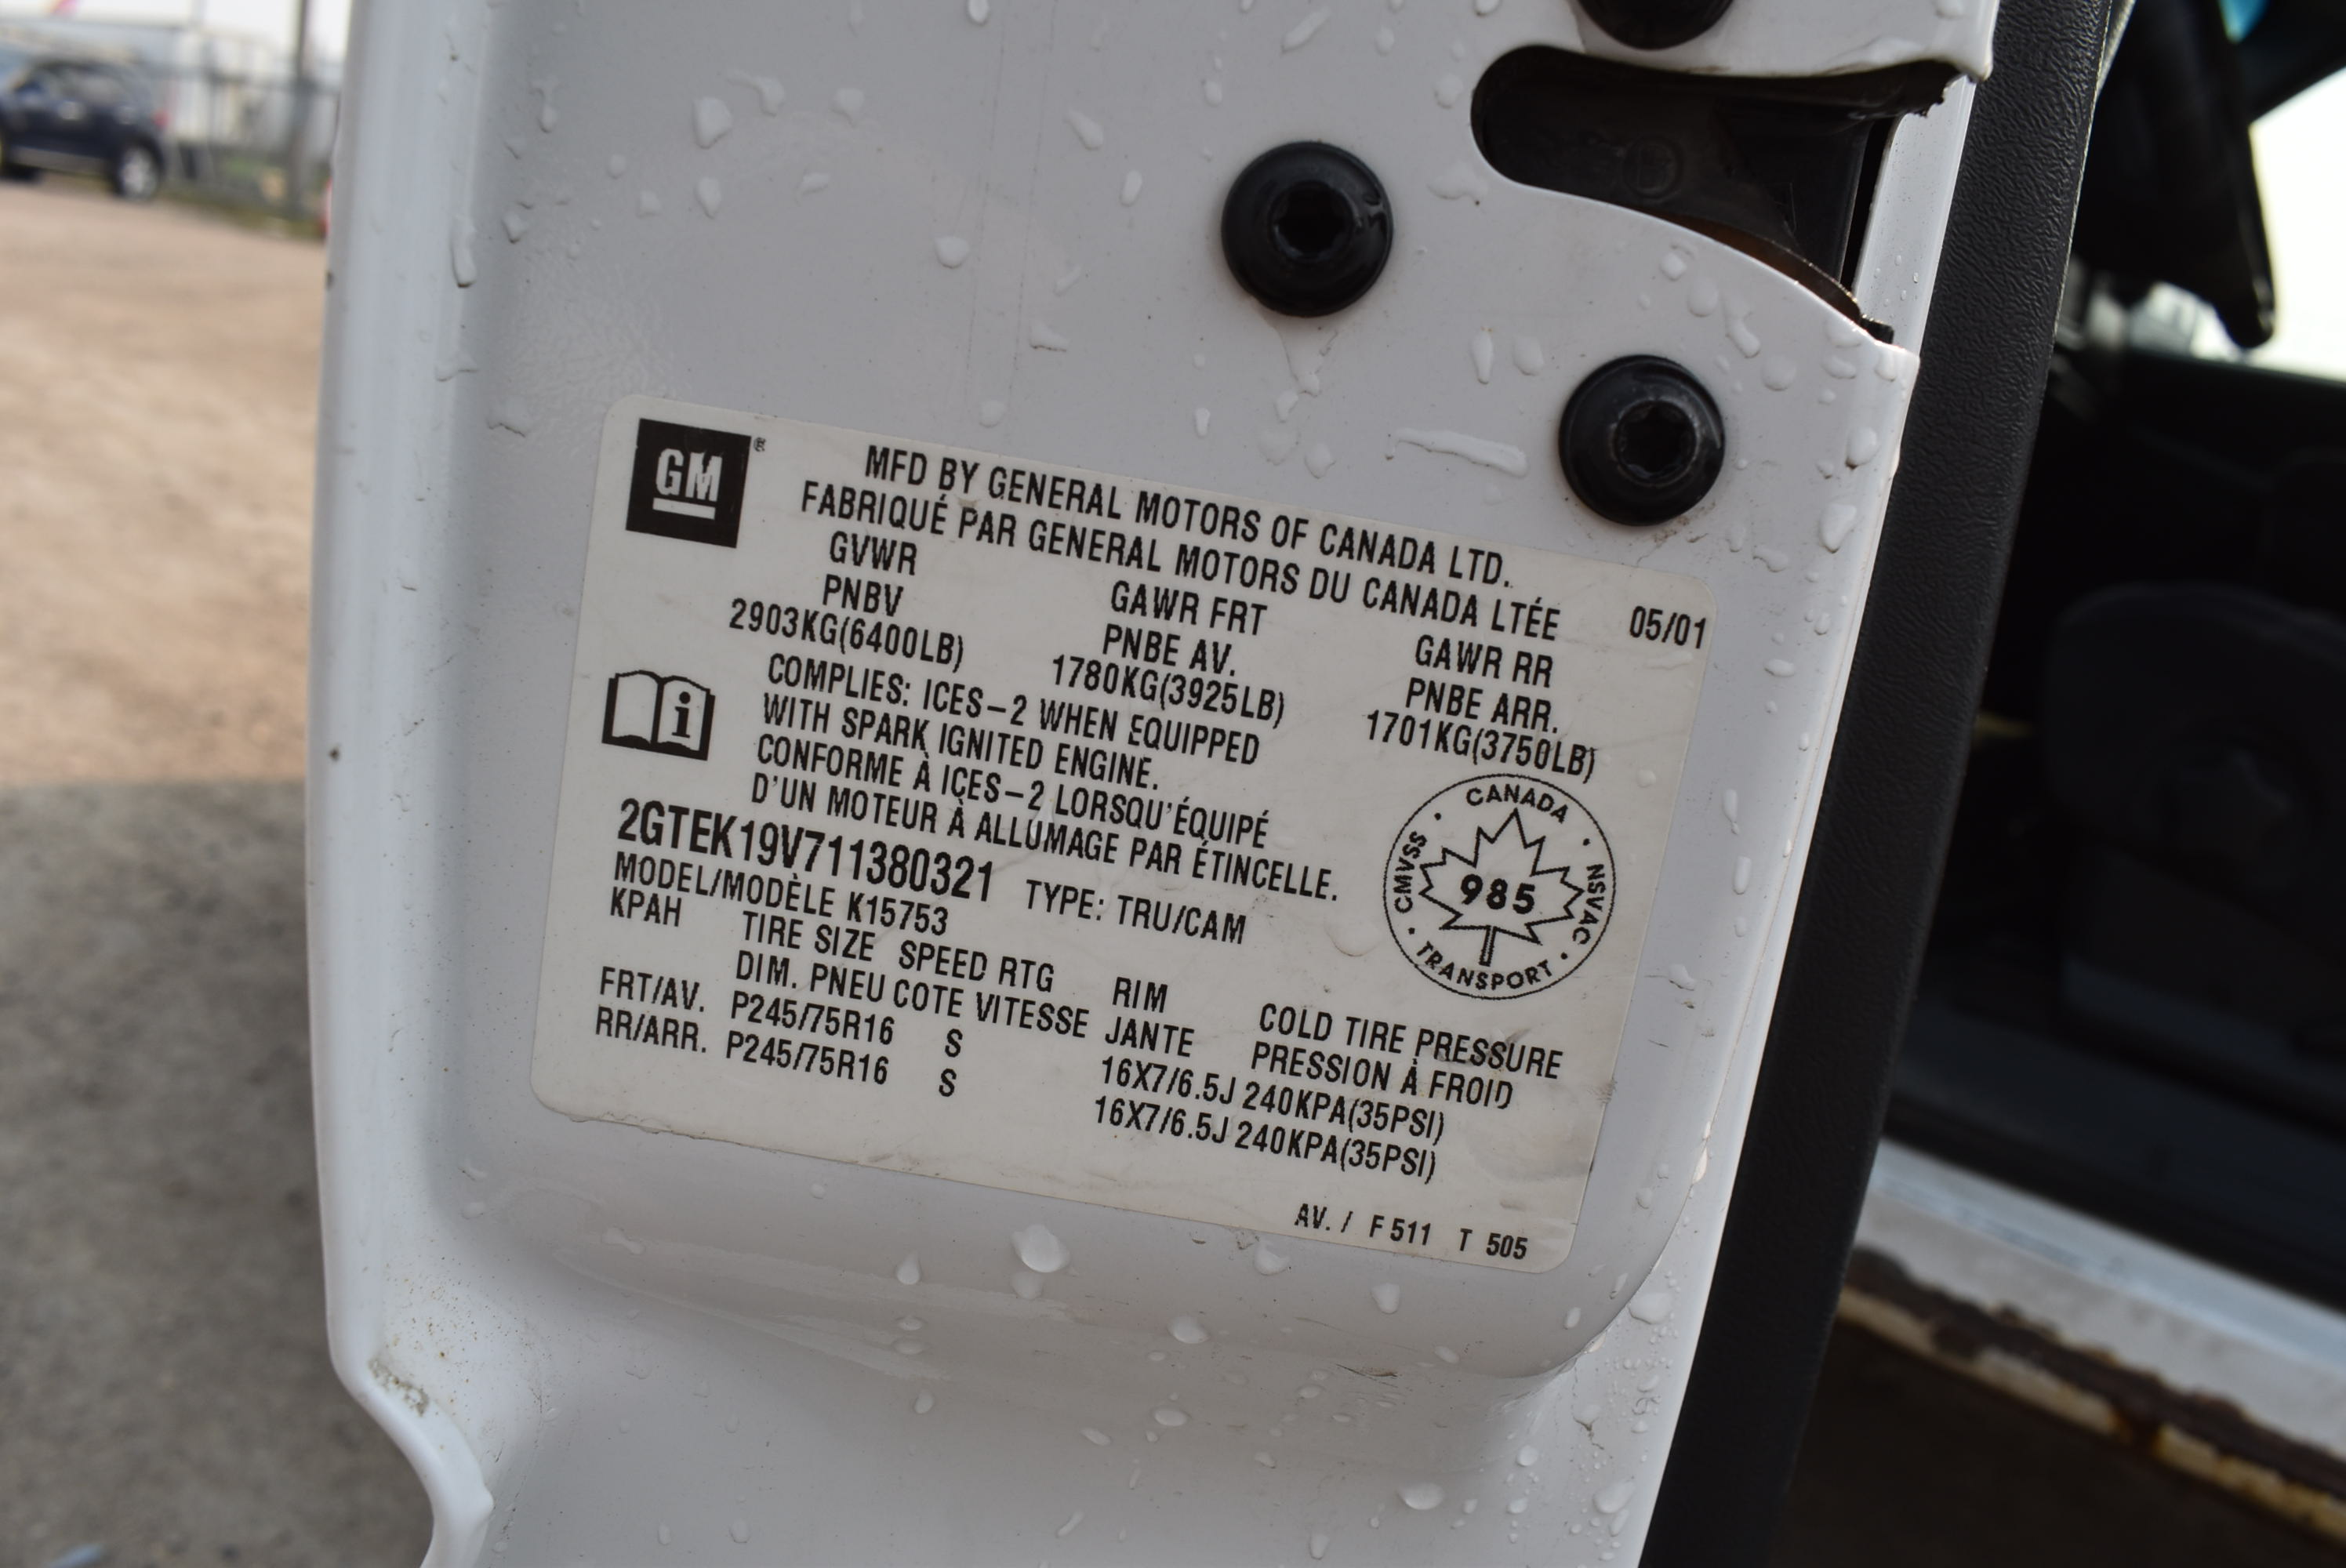 GM ®
MFD BY GENERAL MOTORS OF CANADA LTD.
FABRIQUÉ PAR GENERAL MOTORS DU CANADA LTÉE 05/01
GVWR GAWR FRT GAWR RR
PNBV PNBE AV. PNBE ARR.
2903KG(6400LB) 1780KG(3925LB) 1701KG(3750LB)
COMPLIES: ICES-2 WHEN EQUIPPED
WITH SPARK IGNITED ENGINE.
CONFORME À ICES-2 LORSQU'ÉQUIPÉ
D'UN MOTEUR À ALLUMAGE PAR ÉTINCELLE.
CANADA
CMVSS · 985 · NSVAC
TRANSPORT
2GTEK19V711380321 TYPE: TRU/CAM
MODEL/MODÈLE K15753
KPAH TIRE SIZE SPEED RTG RIM COLD TIRE PRESSURE
DIM. PNEU COTE VITESSE JANTE PRESSION À FROID
FRT/AV. P245/75R16 S 16X7/6.5J 240KPA(35PSI)
RR/ARR. P245/75R16 S 16X7/6.5J 240KPA(35PSI)
AV. / F 511 T 505